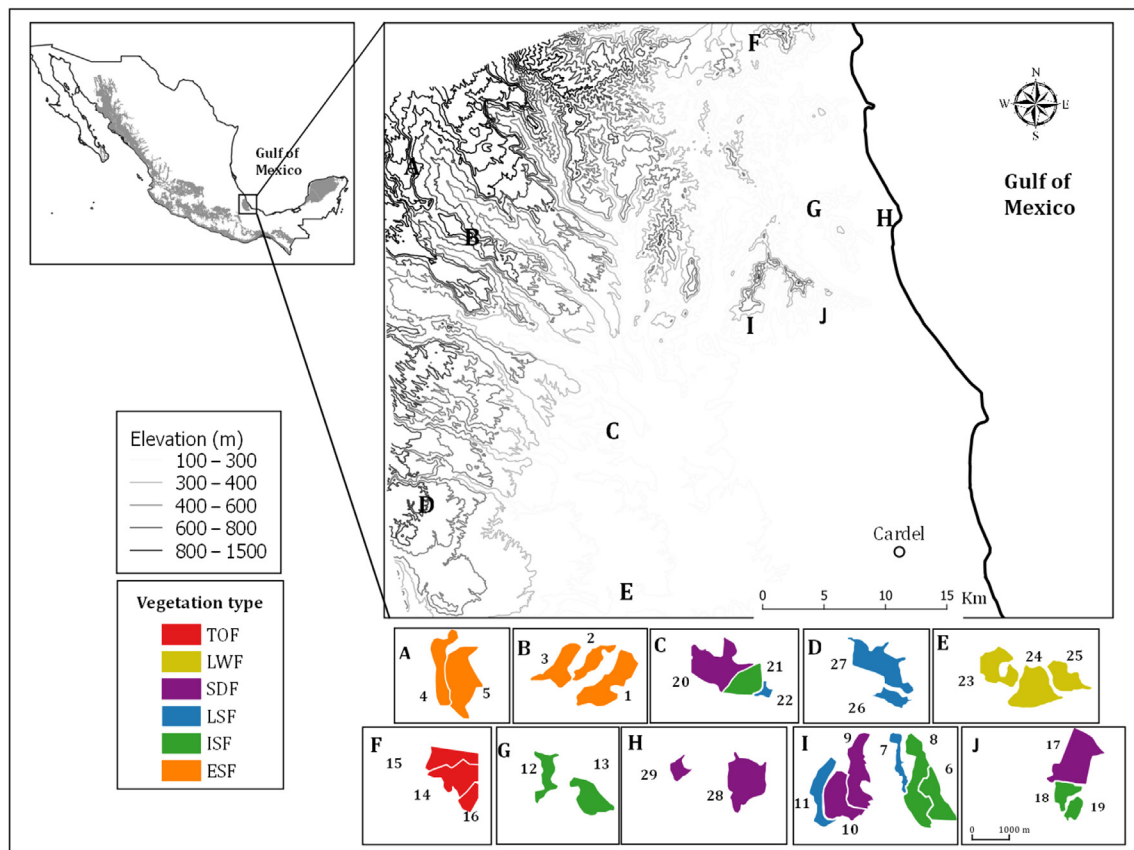 Gulf of
Mexico
N
W
E
S
Gulf of
Mexico
F
A
G
H
B
I
J
C
D
E
Cardel
0 5 10 15 Km
Elevation (m)
100 – 300
300 – 400
400 – 600
600 – 800
800 – 1500
Vegetation type
TOF
LWF
SDF
LSF
ISF
ESF
A
4
5
B
3
2
1
C
20
21
22
D
27
26
E
23
24
25
F
15
14
16
G
12
13
H
29
28
I
9
7
8
6
11
10
J
17
18
19
0 1000 m